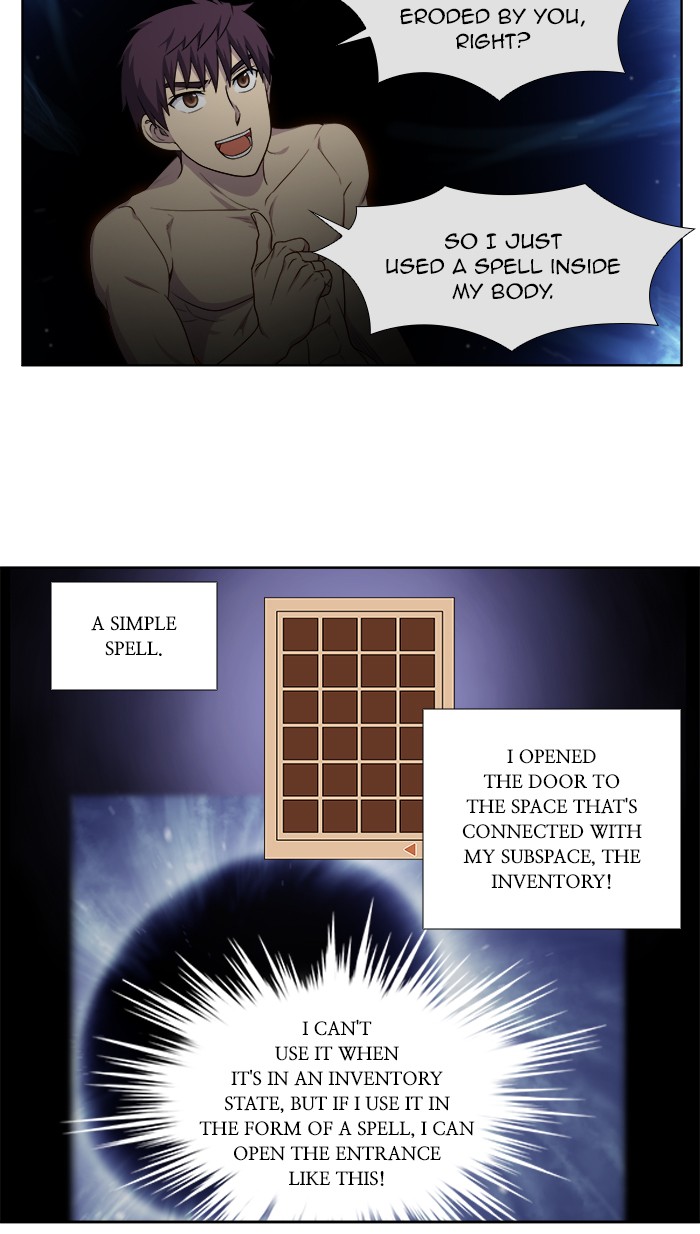 ERODED BY YOU,
RIGHT?
SO I JUST
USED A SPELL INSIDE
MY BODY.
A SIMPLE
SPELL.
I OPENED
THE DOOR TO
THE SPACE THAT'S
CONNECTED WITH
MY SUBSPACE, THE
INVENTORY!
I CAN'T
USE IT WHEN
IT'S IN AN INVENTORY
STATE, BUT IF I USE IT IN
THE FORM OF A SPELL, I CAN
OPEN THE ENTRANCE
LIKE THIS!